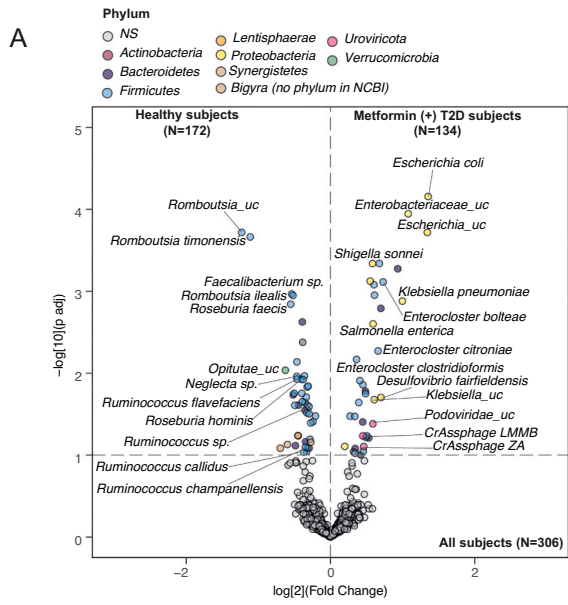 A
Phylum
NS
Actinobacteria
Bacteroidetes
Firmicutes
Lentisphaerae
Proteobacteria
Synergistetes
Bigyra (no phylum in NCBI)
Uroviricota
Verrucomicrobia
Healthy subjects
(N=172)
Metformin (+) T2D subjects
(N=134)
Escherichia coli
Enterobacteriaceae_uc
Escherichia_uc
Romboutsia_uc
Romboutsia timonensis
Shigella sonnei
Faecalibacterium sp.
Romboutsia ilealis
Roseburia faecis
Klebsiella pneumoniae
Enterocloster bolteae
Salmonella enterica
Enterocloster citroniae
Opitutae_uc
Neglecta sp.
Ruminococcus flavefaciens
Roseburia hominis
Ruminococcus sp.
Ruminococcus callidus
Ruminococcus champanellensis
Enterocloster clostridioformis
Desulfovibrio fairfieldensis
Klebsiella_uc
Podoviridae_uc
CrAssphage LMMB
CrAssphage ZA
All subjects (N=306)
5
4
3
2
1
0
−log[10](p adj)
−2
0
2
log[2](Fold Change)